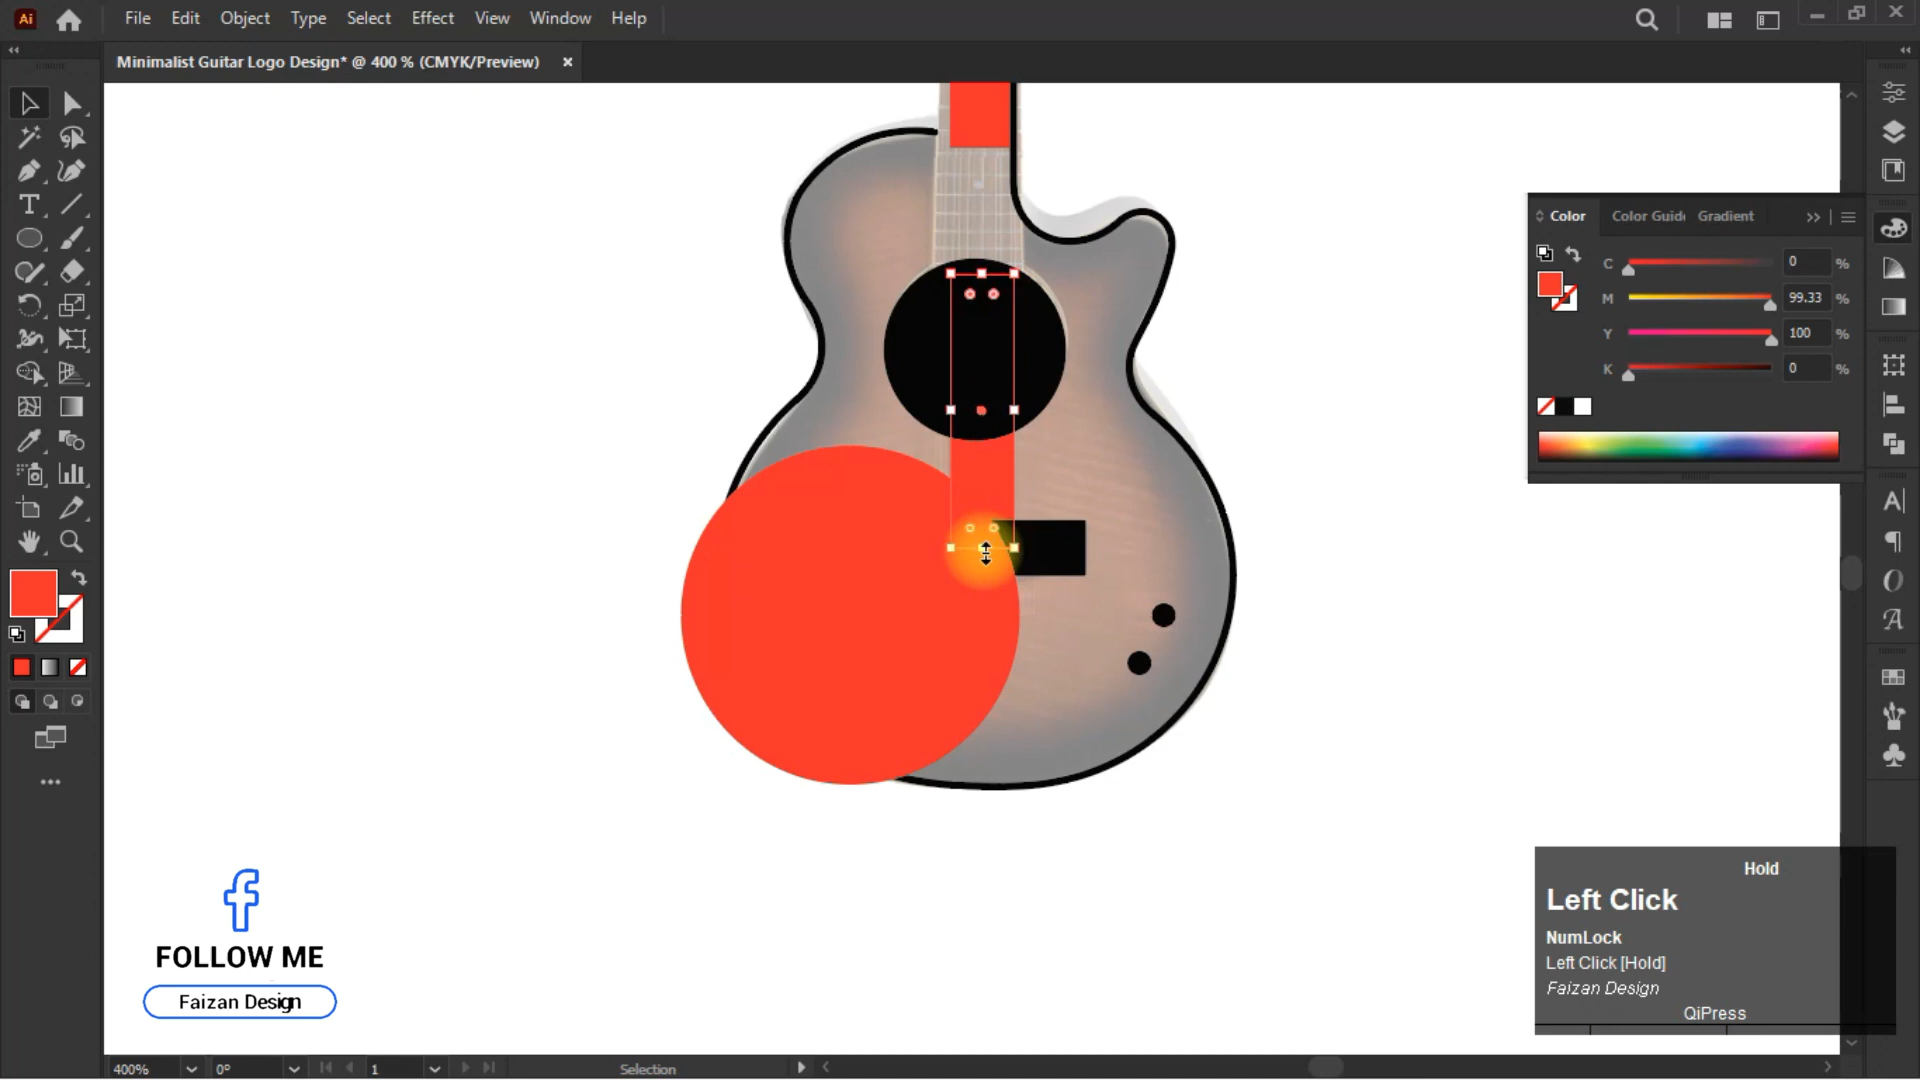 Ai
File Edit Object Type Select Effect View Window Help
Minimalist Guitar Logo Design* @ 400 % (CMYK/Preview) ×
Color Color Guide Gradient
C 0 %
M 99.33 %
Y 100 %
K 0 %
FOLLOW ME
Faizan Design
Hold
Left Click
NumLock
Left Click [Hold]
Faizan Design
QiPress
400% 0° 1 Selection